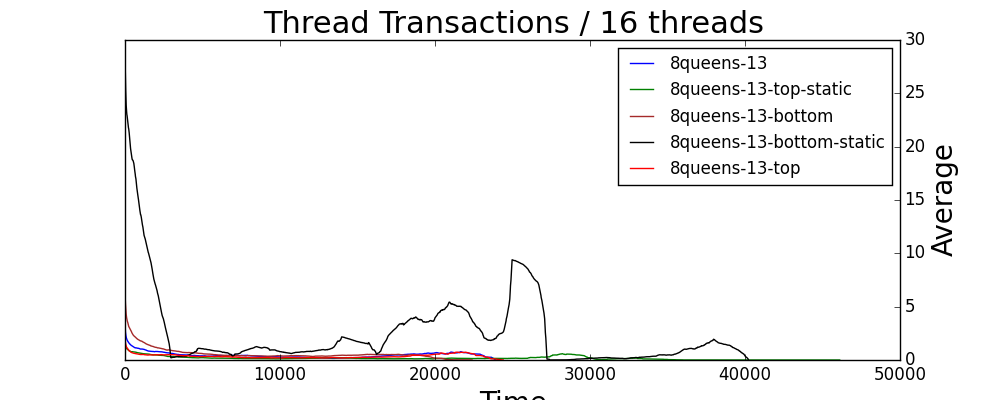 Thread Transactions / 16 threads
8queens-13
8queens-13-top-static
8queens-13-bottom
8queens-13-bottom-static
8queens-13-top
30
25
20
15
10
5
0
Average
0 10000 20000 30000 40000 50000
Time